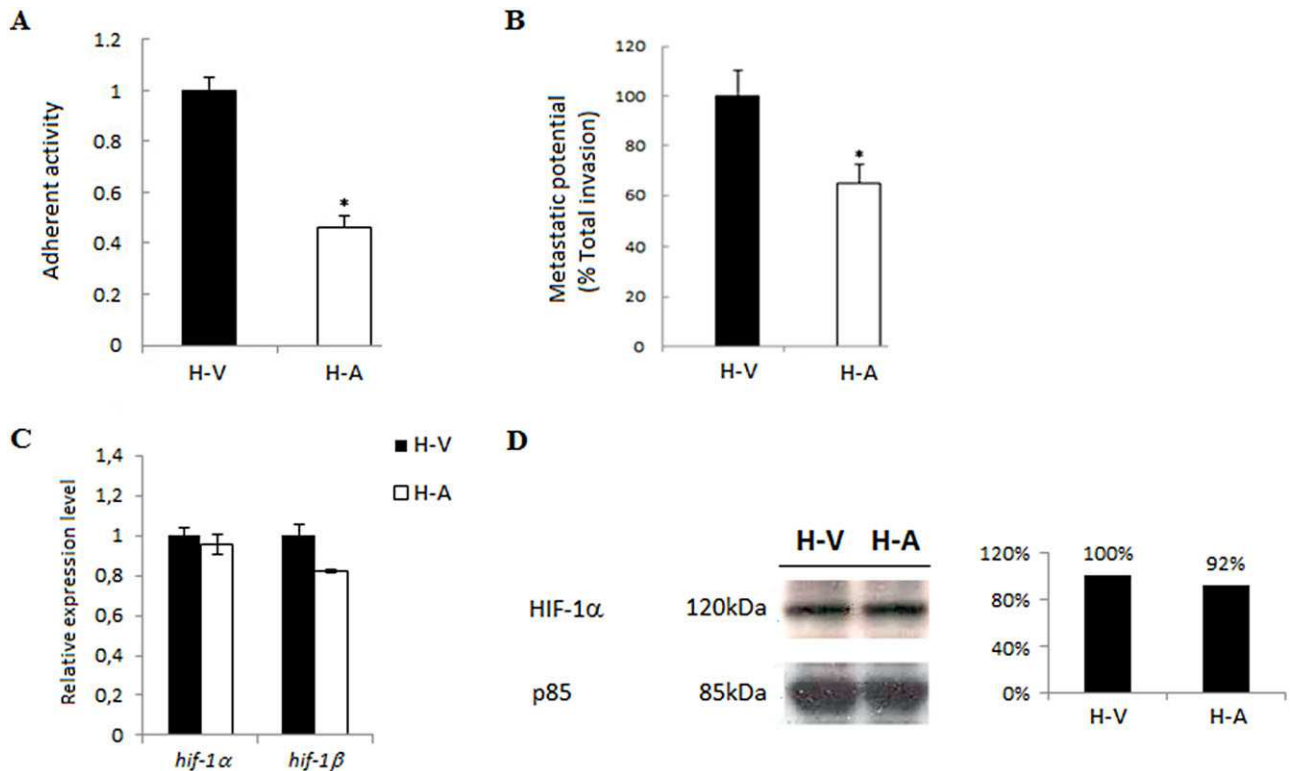 A
1.2
1
0.8
0.6
0.4
0.2
0
Adherent activity
*
H-V H-A
B
120
100
80
60
40
20
0
Metastatic potential
(% Total invasion)
*
H-V H-A
C
1,4
1,2
1
0,8
0,6
0,4
0,2
0
Relative expression level
H-V
H-A
hif-1α hif-1β
D
H-V H-A
HIF-1α 120kDa
p85 85kDa
120%
80%
40%
0%
100%
92%
H-V H-A